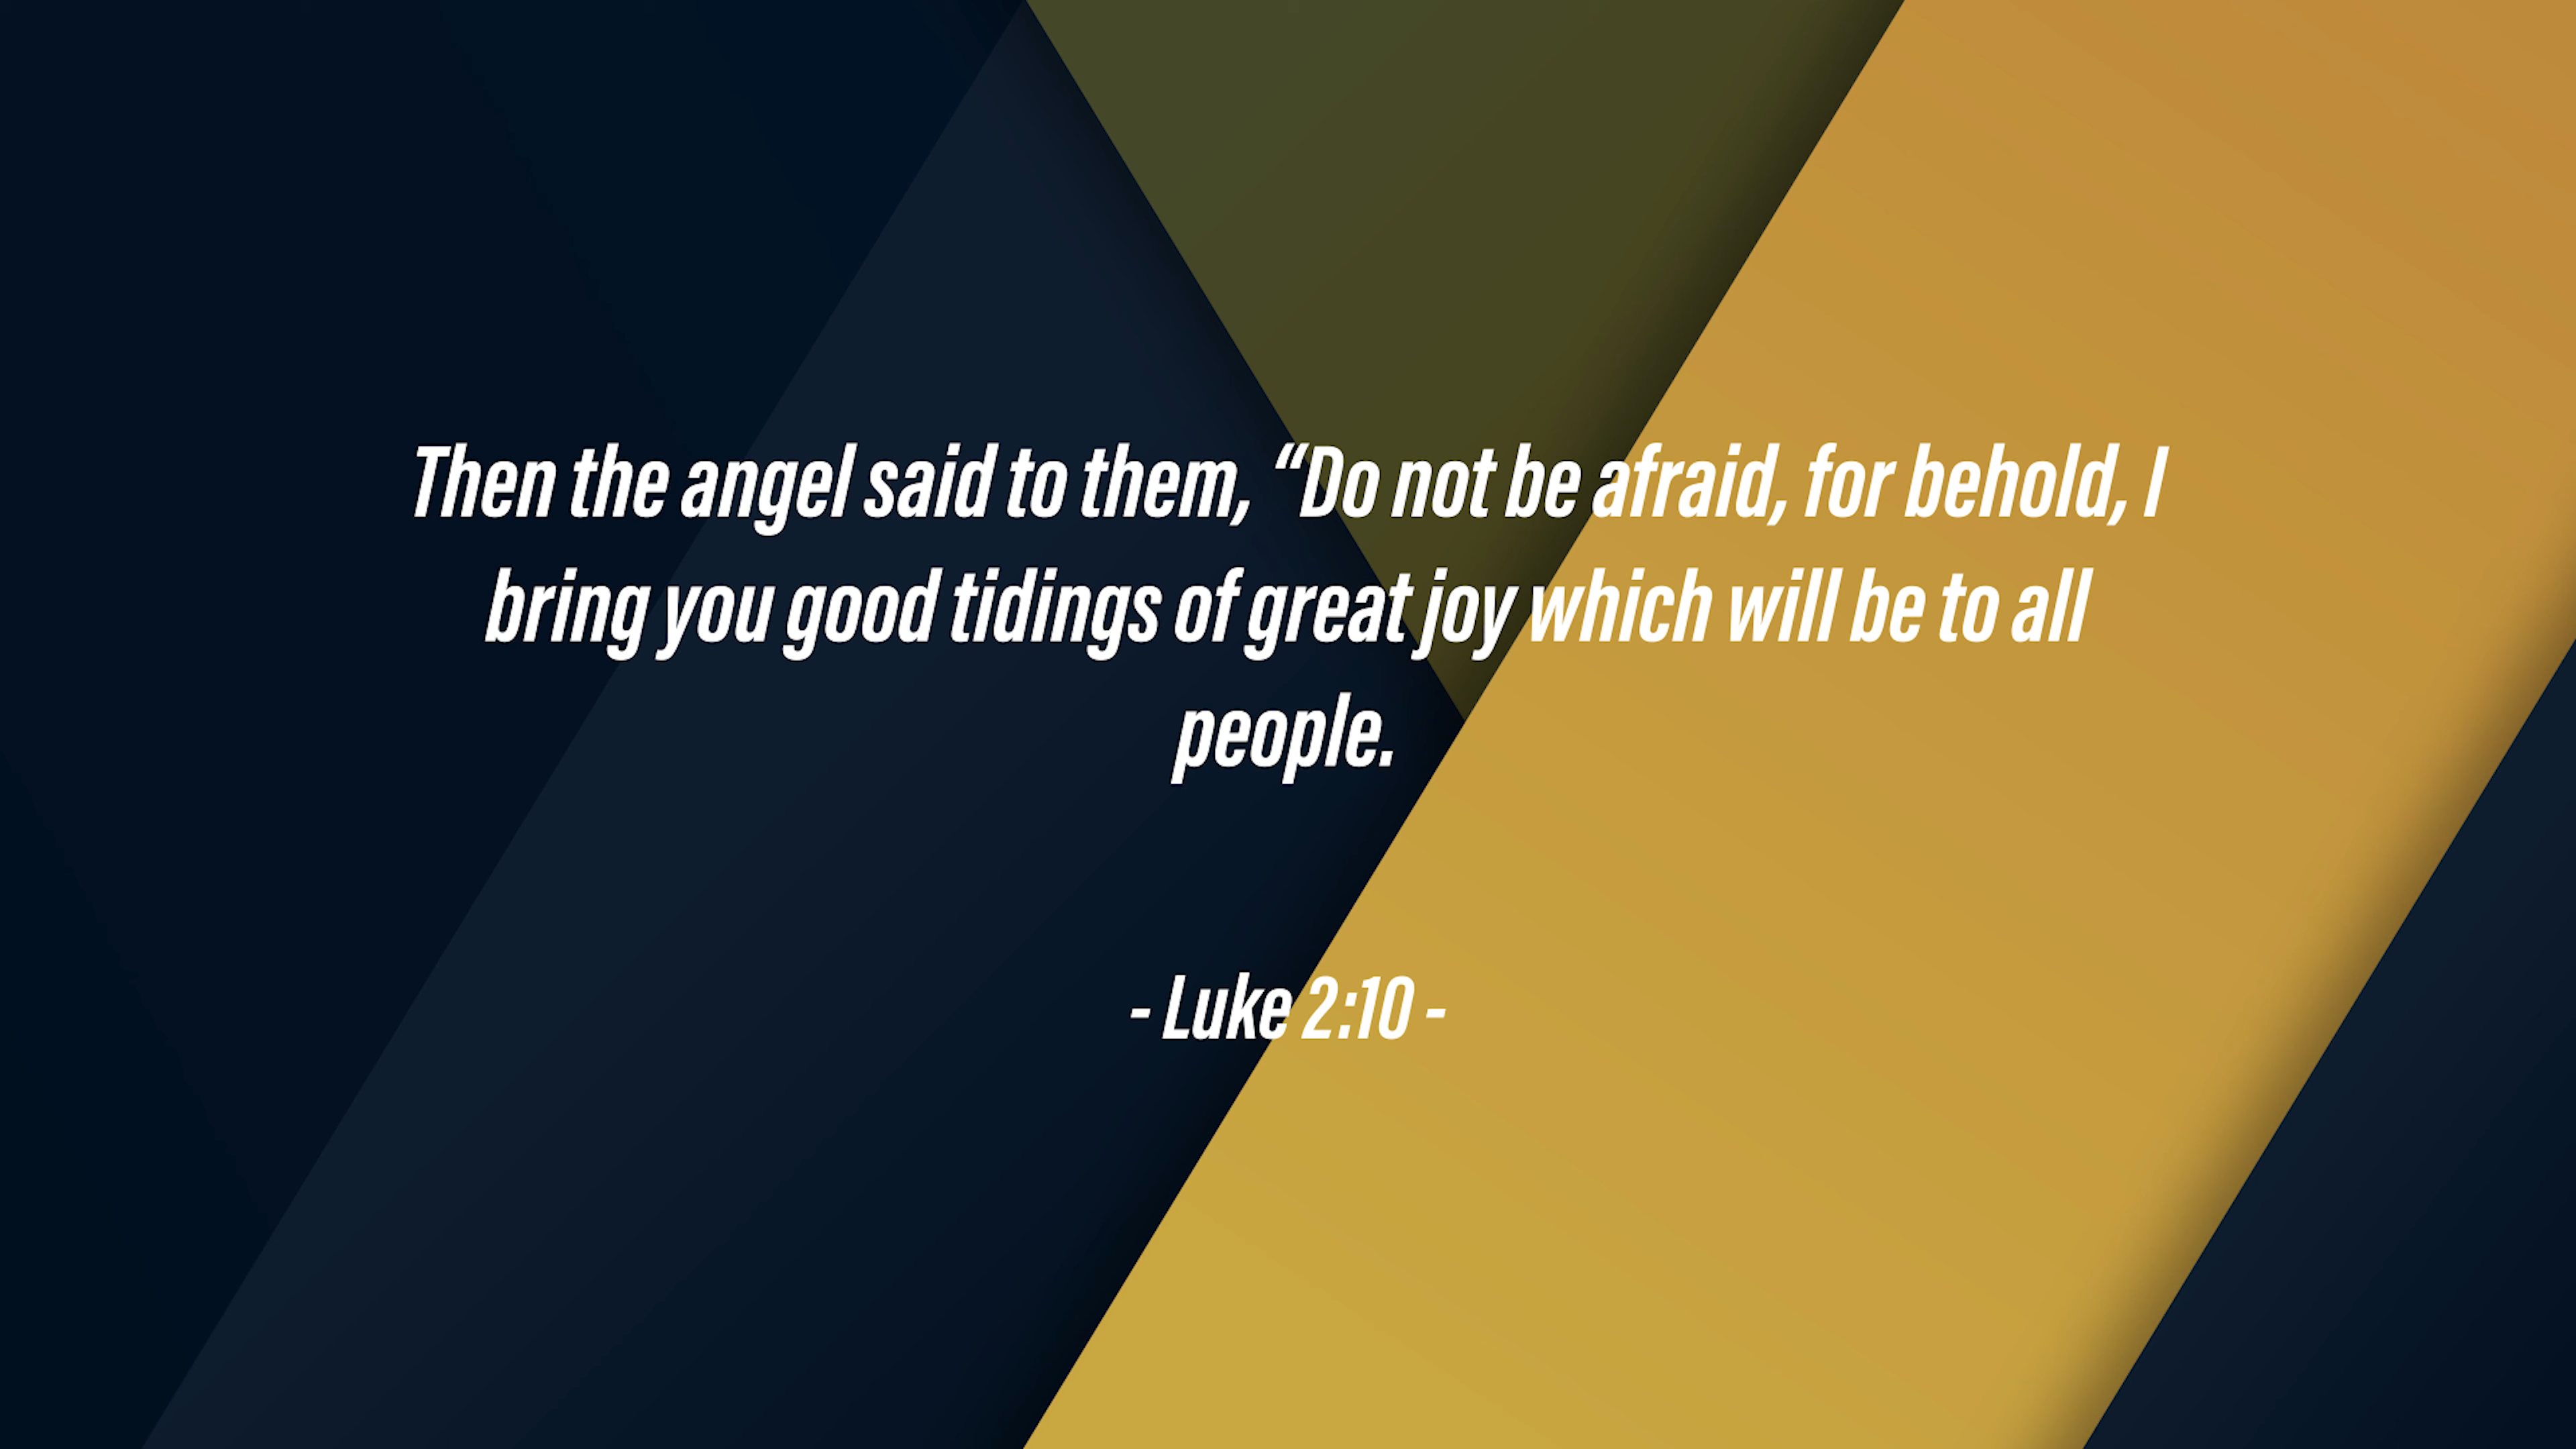 Then the angel said to them, “Do not be afraid, for behold, I
bring you good tidings of great joy which will be to all
people.
- Luke 2:10 -